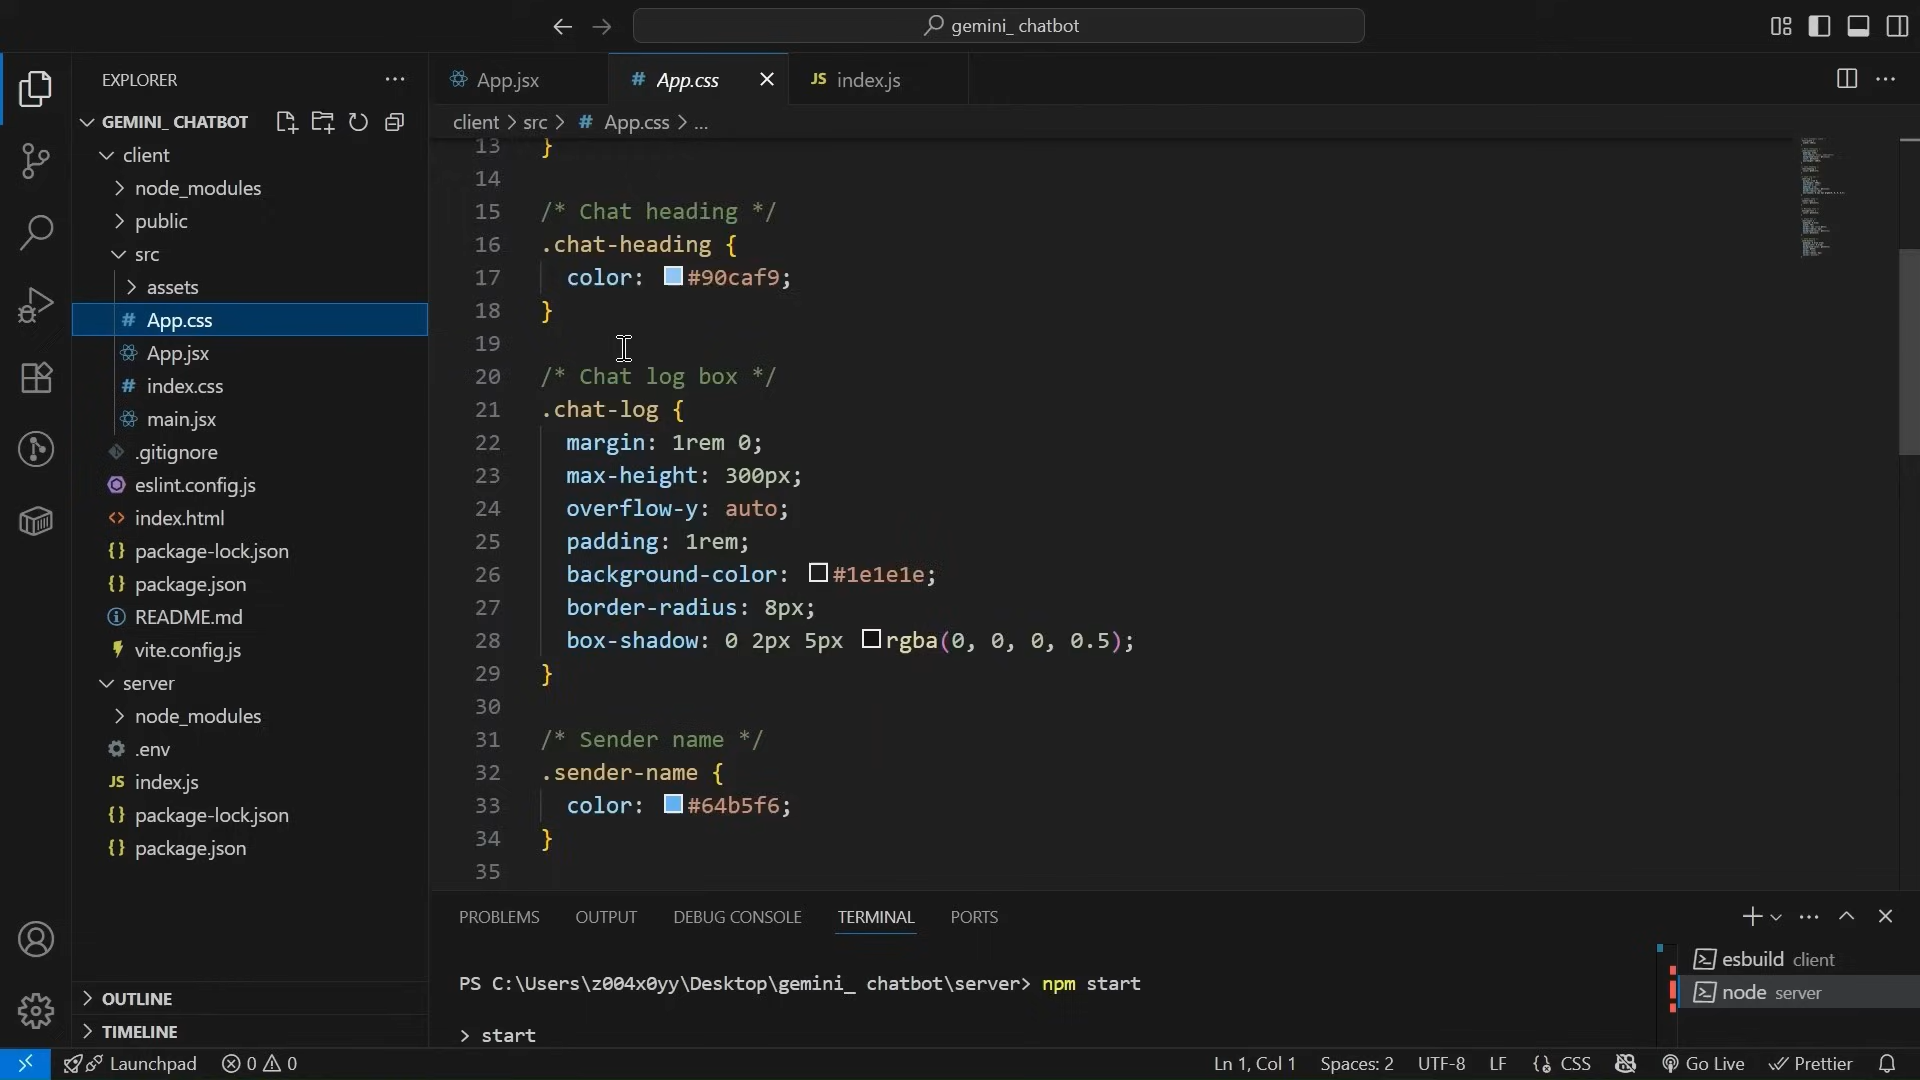 gemini_ chatbot
EXPLORER
GEMINI_ CHATBOT
client
node_modules
public
src
assets
App.css
App.jsx
index.css
main.jsx
.gitignore
eslint.config.js
index.html
package-lock.json
package.json
README.md
vite.config.js
server
node_modules
.env
index.js
package-lock.json
package.json
OUTLINE
TIMELINE
App.jsx
# App.css
JS index.js
client > src > # App.css > ...
13 }
14
15 /* Chat heading */
16 .chat-heading {
17 color: #90caf9;
18 }
19
20 /* Chat log box */
21 .chat-log {
22 margin: 1rem 0;
23 max-height: 300px;
24 overflow-y: auto;
25 padding: 1rem;
26 background-color: #1e1e1e;
27 border-radius: 8px;
28 box-shadow: 0 2px 5px rgba(0, 0, 0, 0.5);
29 }
30
31 /* Sender name */
32 .sender-name {
33 color: #64b5f6;
34 }
35
PROBLEMS OUTPUT DEBUG CONSOLE TERMINAL PORTS
PS C:\Users\z004x0yy\Desktop\gemini_ chatbot\server> npm start
> start
esbuild client
node server
Launchpad 0 0 Ln 1, Col 1 Spaces: 2 UTF-8 LF {} CSS Go Live Prettier